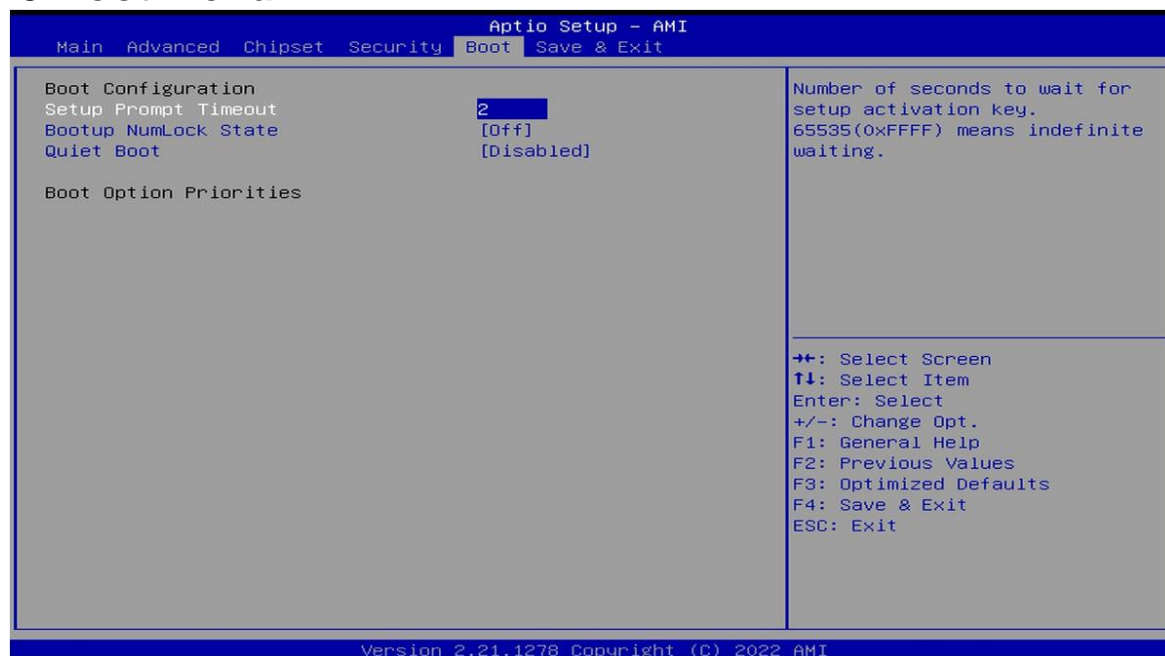 Aptio Setup – AMI
Main Advanced Chipset Security Boot Save & Exit
Boot Configuration
Setup Prompt Timeout 2
Bootup NumLock State [Off]
Quiet Boot [Disabled]
Boot Option Priorities
Number of seconds to wait for
setup activation key.
65535(0xFFFF) means indefinite
waiting.
→←: Select Screen
↑↓: Select Item
Enter: Select
+/-: Change Opt.
F1: General Help
F2: Previous Values
F3: Optimized Defaults
F4: Save & Exit
ESC: Exit
Version 2.21.1278 Copyright (C) 2022 AMI